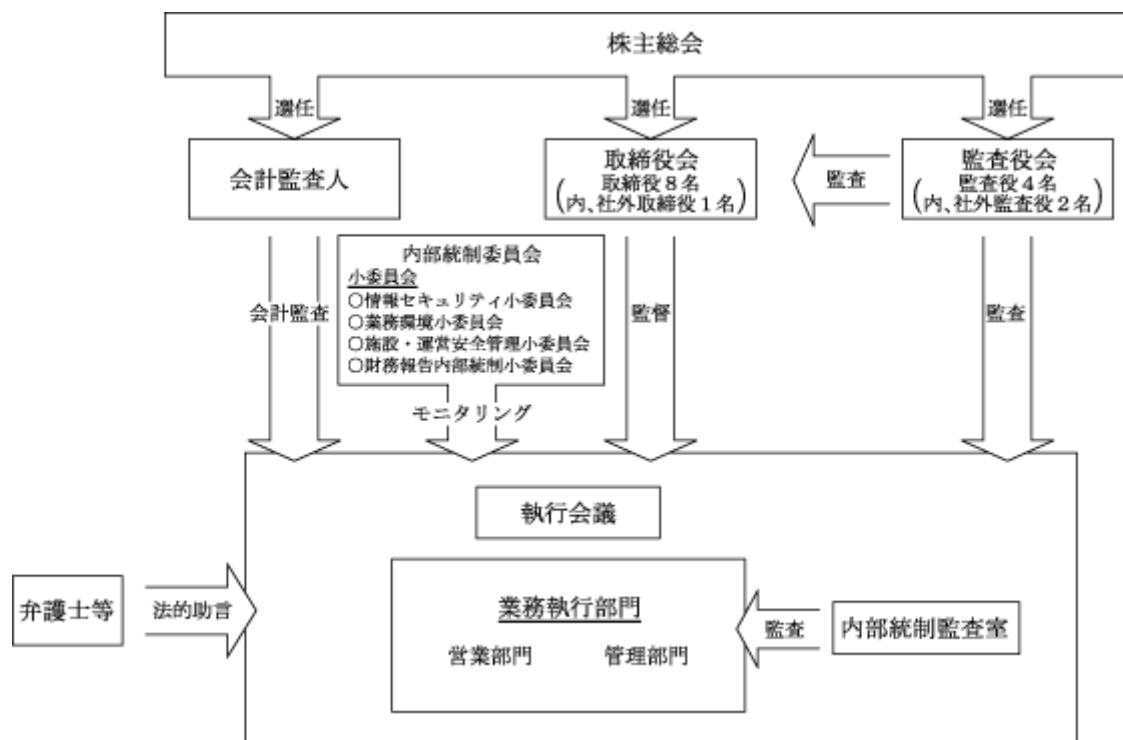 株主総会
選任
選任
選任
会計監査人
取締役会
取締役8名
(内、社外取締役1名)
監査
監査役会
監査役4名
(内、社外監査役2名)
内部統制委員会
小委員会
○情報セキュリティ小委員会
○業務環境小委員会
○施設・運営安全管理小委員会
○財務報告内部統制小委員会
会計監査
監督
監査
モニタリング
執行会議
弁護士等
法的助言
業務執行部門
営業部門 管理部門
監査
内部統制監査室